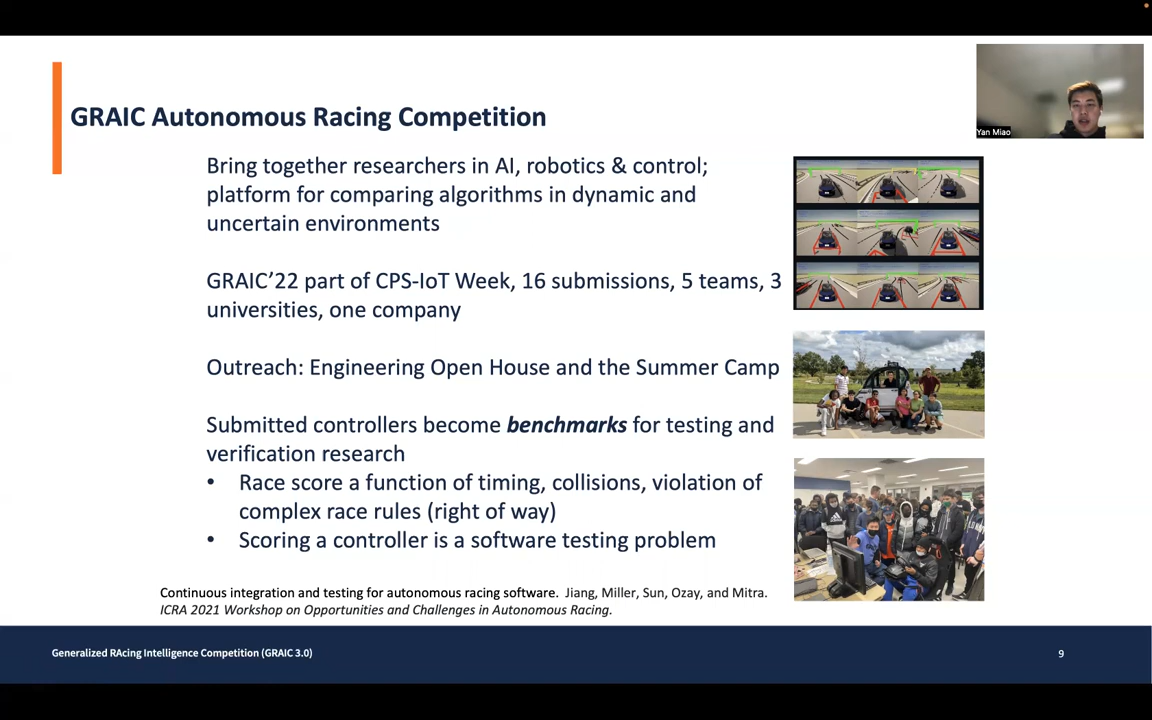 GRAIC Autonomous Racing Competition
Yan Miao
Bring together researchers in AI, robotics & control;
platform for comparing algorithms in dynamic and
uncertain environments
GRAIC’22 part of CPS-IoT Week, 16 submissions, 5 teams, 3
universities, one company
Outreach: Engineering Open House and the Summer Camp
Submitted controllers become benchmarks for testing and
verification research
• Race score a function of timing, collisions, violation of
complex race rules (right of way)
• Scoring a controller is a software testing problem
Continuous integration and testing for autonomous racing software. Jiang, Miller, Sun, Ozay, and Mitra.
ICRA 2021 Workshop on Opportunities and Challenges in Autonomous Racing.
Generalized RAcing Intelligence Competition (GRAIC 3.0)
9